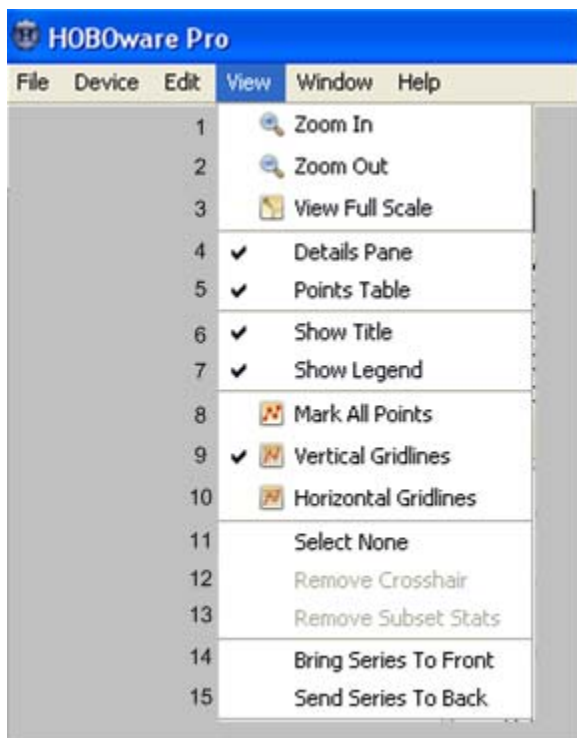 HOBOware Pro
File Device Edit View Window Help
1 Zoom In
2 Zoom Out
3 View Full Scale
4 Details Pane
5 Points Table
6 Show Title
7 Show Legend
8 Mark All Points
9 Vertical Gridlines
10 Horizontal Gridlines
11 Select None
12 Remove Crosshair
13 Remove Subset Stats
14 Bring Series To Front
15 Send Series To Back